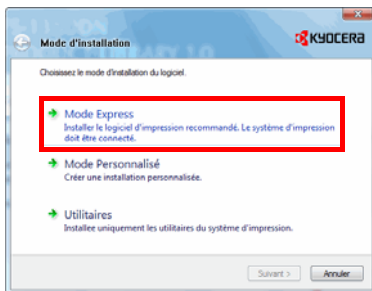 Mode d'installation
KYOCERA
Choisissez le mode d'installation du logiciel.
Mode Express
Installer le logiciel d'impression recommandé. Le système d'impression
doit être connecté.
Mode Personnalisé
Créer une installation personnalisée.
Utilitaires
Installee uniquement les utilitaires du système d'impression.
Suivant >
Annuler